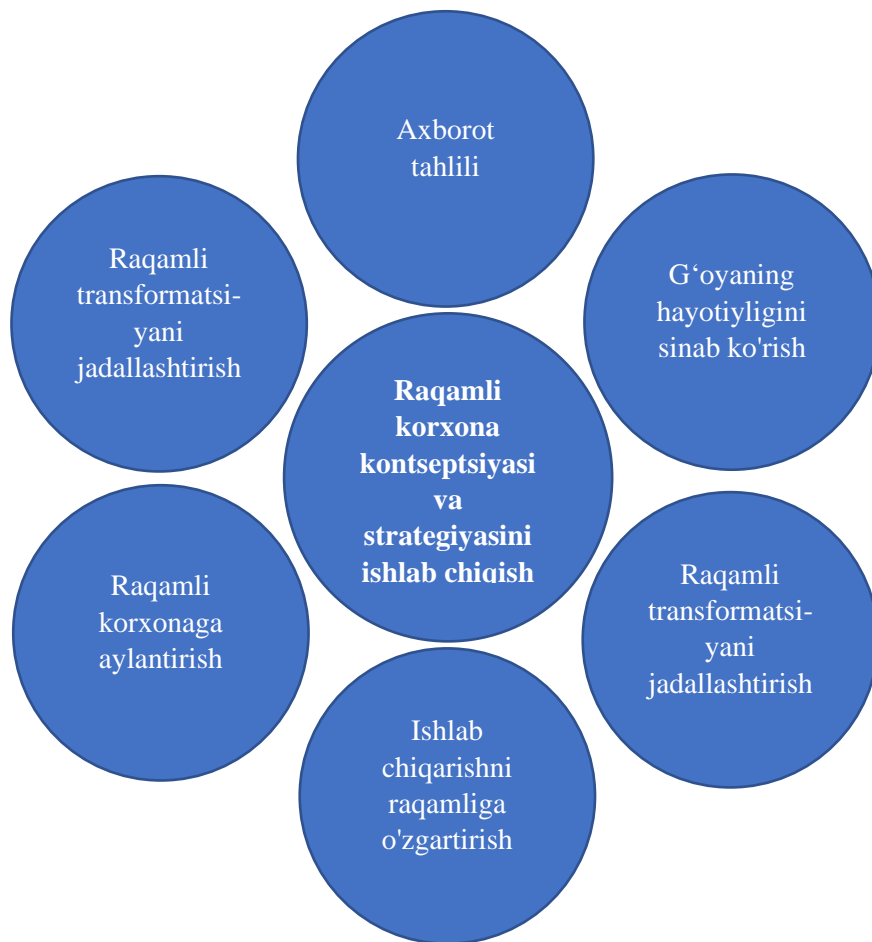 Axborot
tahlili
Raqamli
transformatsi-
yani
jadallashtirish
G‘oyaning
hayotiyligini
sinab ko'rish
Raqamli
korxona
kontseptsiyasi
va
strategiyasini
ishlab chiqish
Raqamli
korxonaga
aylantirish
Raqamli
transformatsi-
yani
jadallashtirish
Ishlab
chiqarishni
raqamliga
o'zgartirish